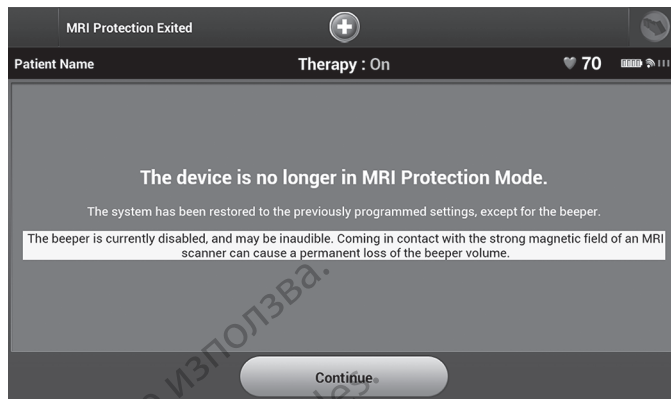 MRI Protection Exited
Patient Name
Therapy : On
70
The device is no longer in MRI Protection Mode.
The system has been restored to the previously programmed settings, except for the beeper.
The beeper is currently disabled, and may be inaudible. Coming in contact with the strong magnetic field of an MRI
scanner can cause a permanent loss of the beeper volume.
използва.
Continue